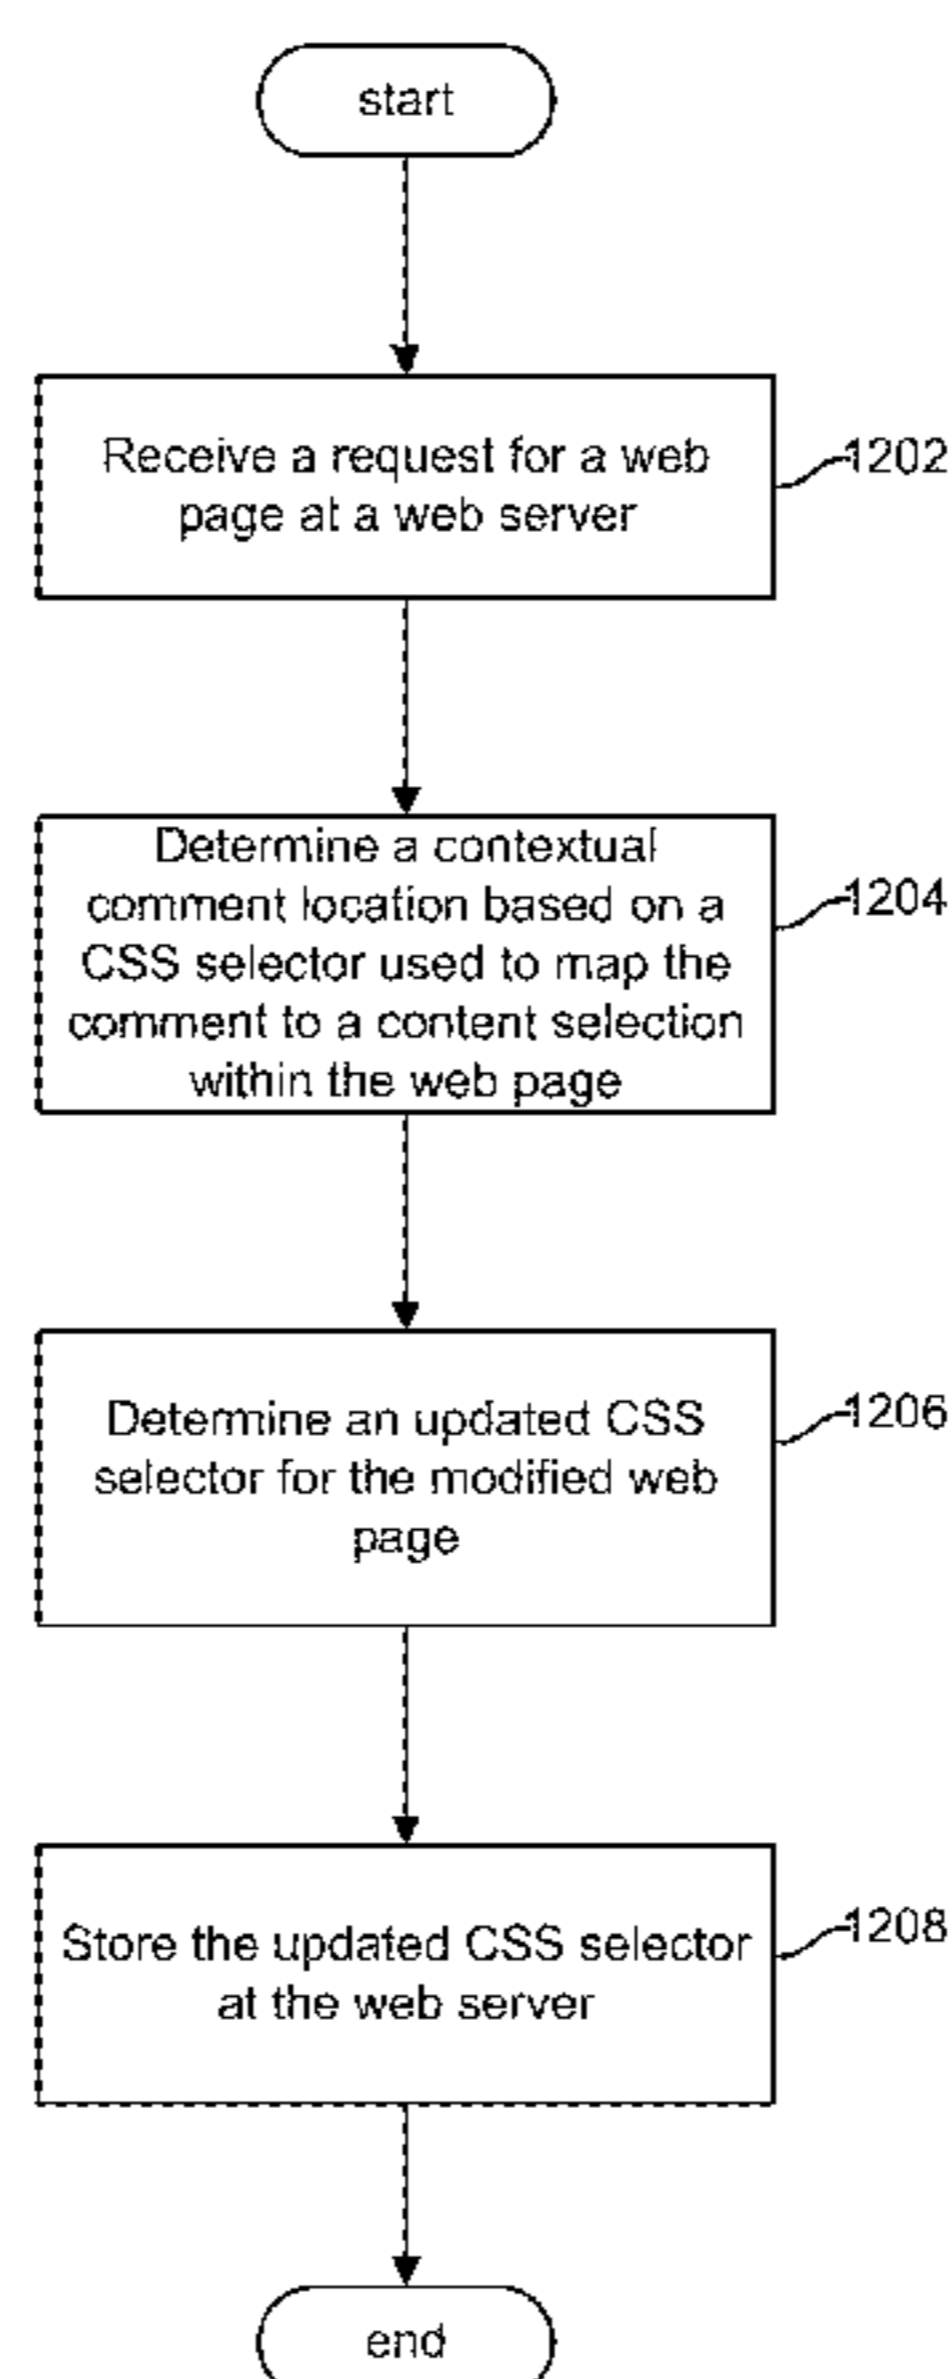 start
Receive a request for a web
page at a web server
1202
Determine a contextual
comment location based on a
CSS selector used to map the
comment to a content selection
within the web page
1204
Determine an updated CSS
selector for the modified web
page
1206
Store the updated CSS selector
at the web server
1208
end